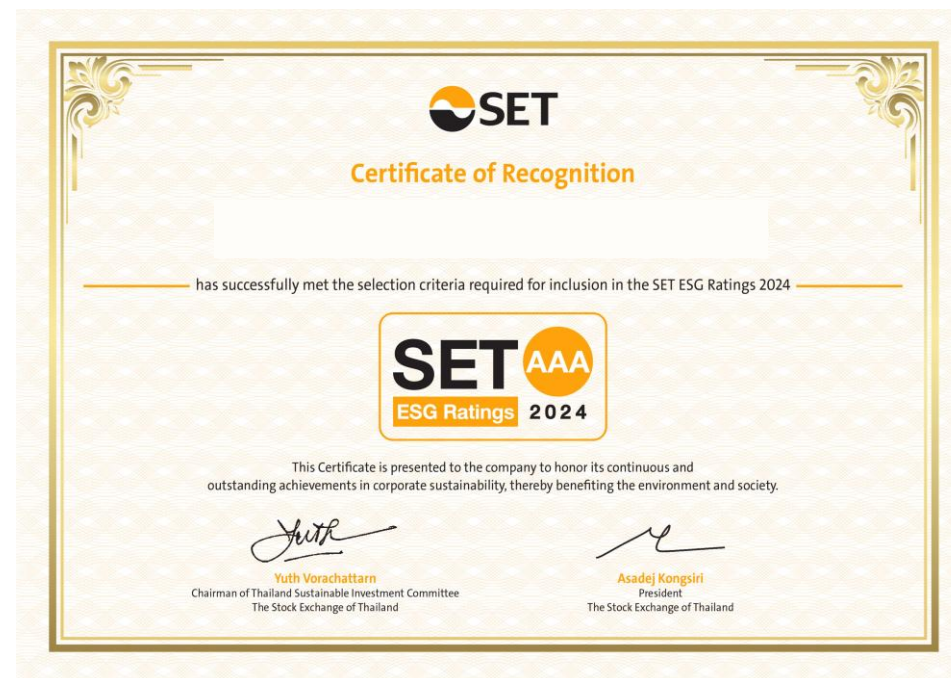 SET
Certificate of Recognition
has successfully met the selection criteria required for inclusion in the SET ESG Ratings 2024
SET AAA
ESG Ratings 2024
This Certificate is presented to the company to honor its continuous and
outstanding achievements in corporate sustainability, thereby benefiting the environment and society.
Yuth
Yuth Vorachattarn
Chairman of Thailand Sustainable Investment Committee
The Stock Exchange of Thailand
Asadej Kongsiri
President
The Stock Exchange of Thailand